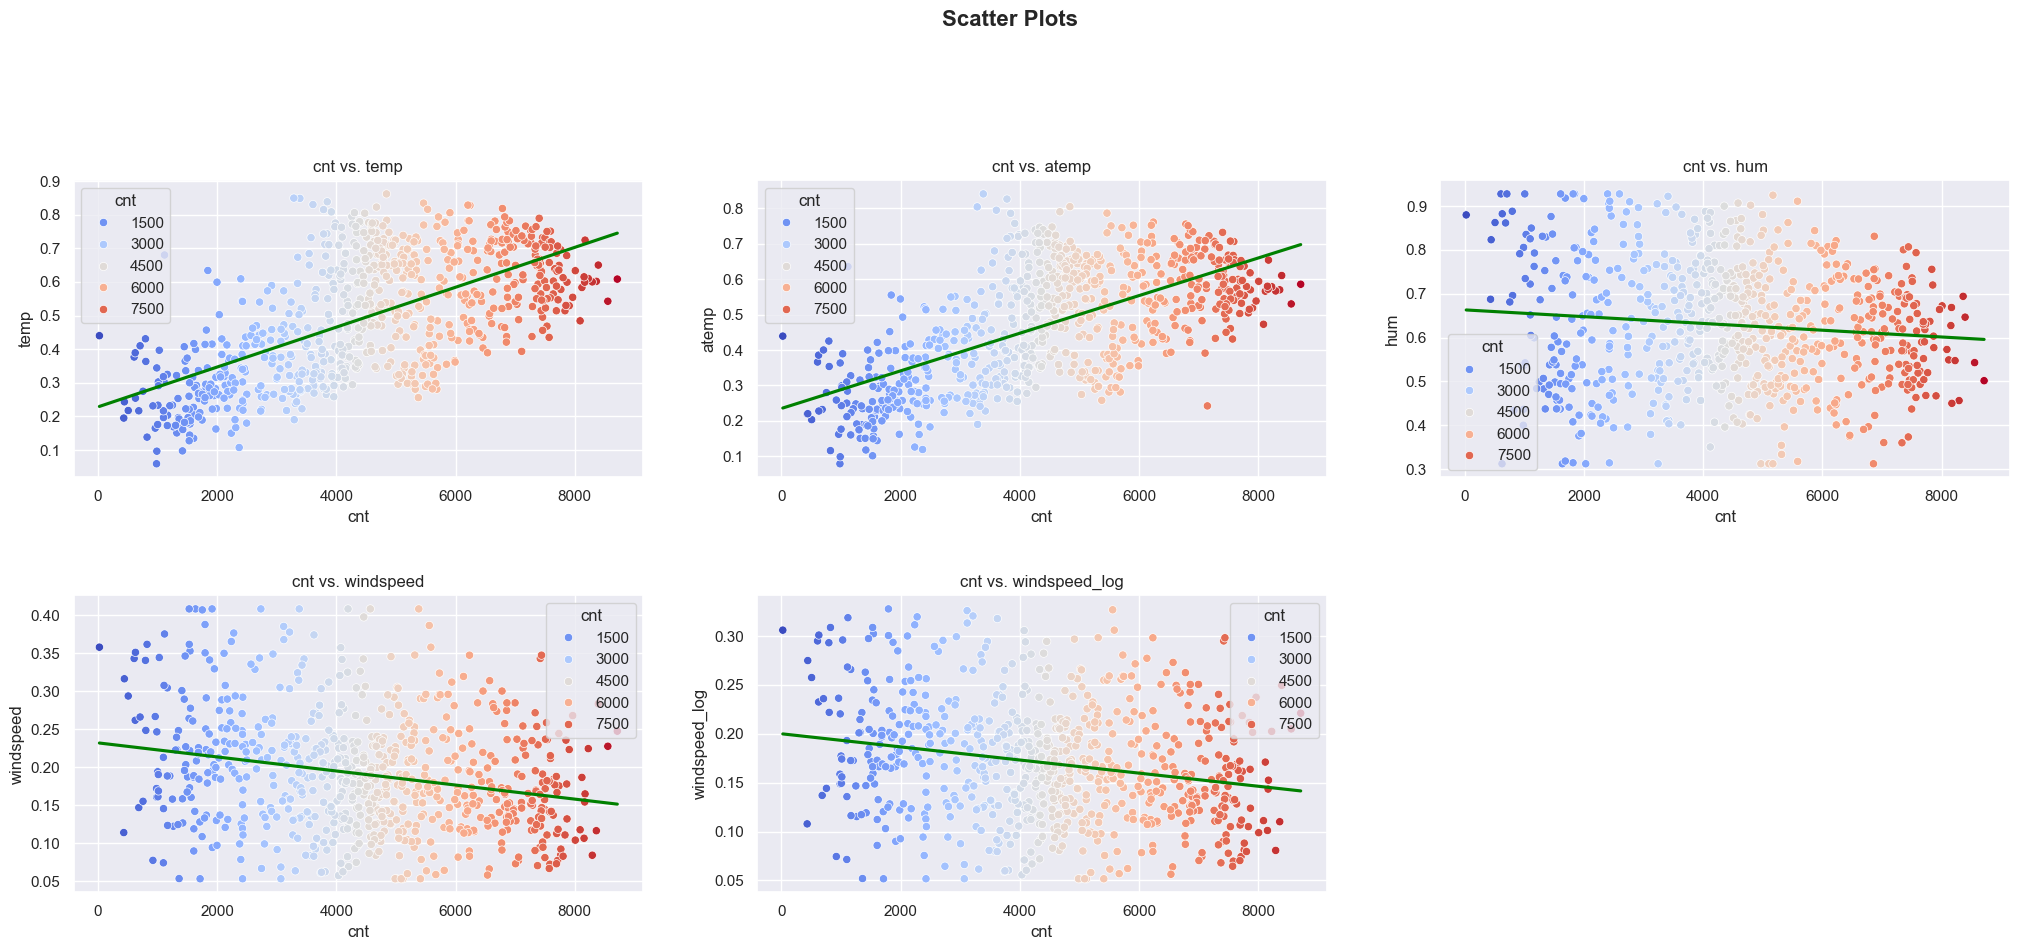 Scatter Plots
cnt vs. temp
temp
0.9
0.8
0.7
0.6
0.5
0.4
0.3
0.2
0.1
cnt
1500
3000
4500
6000
7500
0 2000 4000 6000 8000
cnt
cnt vs. atemp
atemp
0.8
0.7
0.6
0.5
0.4
0.3
0.2
0.1
cnt
1500
3000
4500
6000
7500
0 2000 4000 6000 8000
cnt
cnt vs. hum
hum
0.9
0.8
0.7
0.6
0.5
0.4
0.3
cnt
1500
3000
4500
6000
7500
0 2000 4000 6000 8000
cnt
cnt vs. windspeed
windspeed
0.40
0.35
0.30
0.25
0.20
0.15
0.10
0.05
cnt
1500
3000
4500
6000
7500
0 2000 4000 6000 8000
cnt
cnt vs. windspeed_log
windspeed_log
0.30
0.25
0.20
0.15
0.10
0.05
cnt
1500
3000
4500
6000
7500
0 2000 4000 6000 8000
cnt